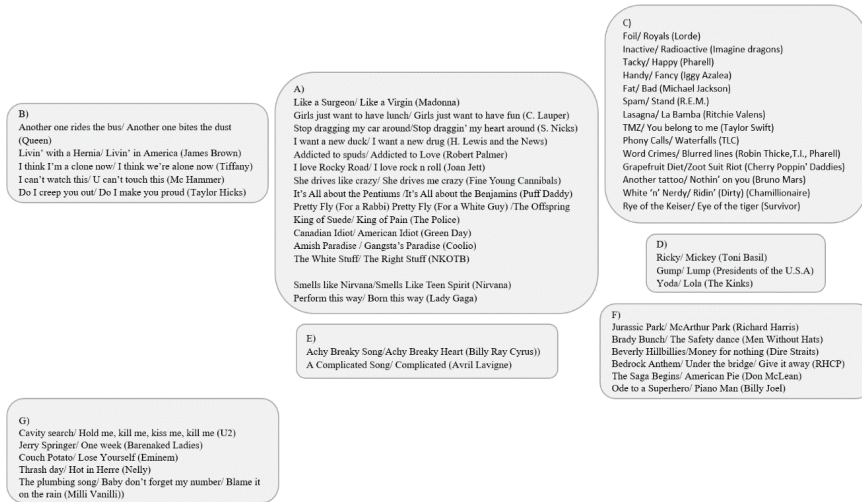 B)
Another one rides the bus/ Another one bites the dust
(Queen)
Livin' with a Hernia/ Livin' in America (James Brown)
I think I'm a clone now/ I think we're alone now (Tiffany)
I can't watch this/ U can't touch this (Mc Hammer)
Do I creep you out/ Do I make you proud (Taylor Hicks)
A)
Like a Surgeon/ Like a Virgin (Madonna)
Girls just want to have lunch/ Girls just want to have fun (C. Lauper)
Stop dragging my car around/Stop draggin' my heart around (S. Nicks)
I want a new duck/ I want a new drug (H. Lewis and the News)
Addicted to spuds/ Addicted to Love (Robert Palmer)
I love Rocky Road/ I love rock n roll (Joan Jett)
She drives like crazy/ She drives me crazy (Fine Young Cannibals)
It's All about the Pentiums /It's All about the Benjamins (Puff Daddy)
Pretty Fly (For a Rabbi) Pretty Fly (For a White Guy) /The Offspring
King of Suede/ King of Pain (The Police)
Canadian Idiot/ American Idiot (Green Day)
Amish Paradise / Gangsta's Paradise (Coolio)
The White Stuff/ The Right Stuff (NKOTB)
Smells like Nirvana/Smells Like Teen Spirit (Nirvana)
Perform this way/ Born this way (Lady Gaga)
C)
Foil/ Royals (Lorde)
Inactive/ Radioactive (Imagine dragons)
Tacky/ Happy (Pharell)
Handy/ Fancy (Iggy Azalea)
Fat/ Bad (Michael Jackson)
Spam/ Stand (R.E.M.)
Lasagna/ La Bamba (Ritchie Valens)
TMZ/ You belong to me (Taylor Swift)
Phony Calls/ Waterfalls (TLC)
Word Crimes/ Blurred lines (Robin Thicke,T.I., Pharell)
Grapefruit Diet/Zoot Suit Riot (Cherry Poppin' Daddies)
Another tattoo/ Nothin' on you (Bruno Mars)
White 'n' Nerdy/ Ridin' (Dirty) (Chamillionaire)
Rye of the Keiser/ Eye of the tiger (Survivor)
D)
Ricky/ Mickey (Toni Basil)
Gump/ Lump (Presidents of the U.S.A)
Yoda/ Lola (The Kinks)
E)
Achy Breaky Song/Achy Breaky Heart (Billy Ray Cyrus))
A Complicated Song/ Complicated (Avril Lavigne)
F)
Jurassic Park/ McArthur Park (Richard Harris)
Brady Bunch/ The Safety dance (Men Without Hats)
Beverly Hillbillies/Money for nothing (Dire Straits)
Bedrock Anthem/ Under the bridge/ Give it away (RHCP)
The Saga Begins/ American Pie (Don McLean)
Ode to a Superhero/ Piano Man (Billy Joel)
G)
Cavity search/ Hold me, kill me, kiss me, kill me (U2)
Jerry Springer/ One week (Barenaked Ladies)
Couch Potato/ Lose Yourself (Eminem)
Thrash day/ Hot in Herre (Nelly)
The plumbing song/ Baby don't forget my number/ Blame it
on the rain (Milli Vanilli))